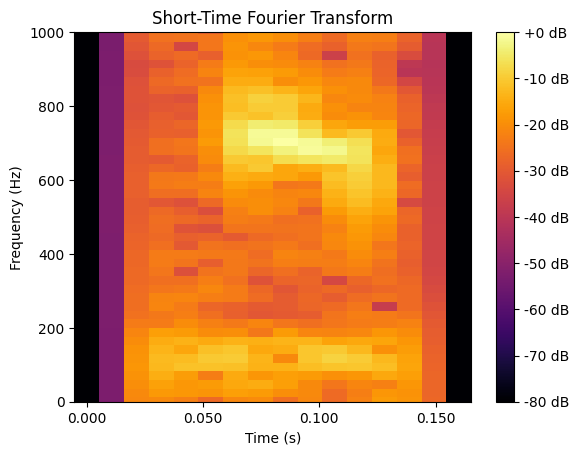 Short-Time Fourier Transform
Frequency (Hz)
1000
800
600
400
200
0
0.000
0.050
0.100
0.150
Time (s)
+0 dB
-10 dB
-20 dB
-30 dB
-40 dB
-50 dB
-60 dB
-70 dB
-80 dB